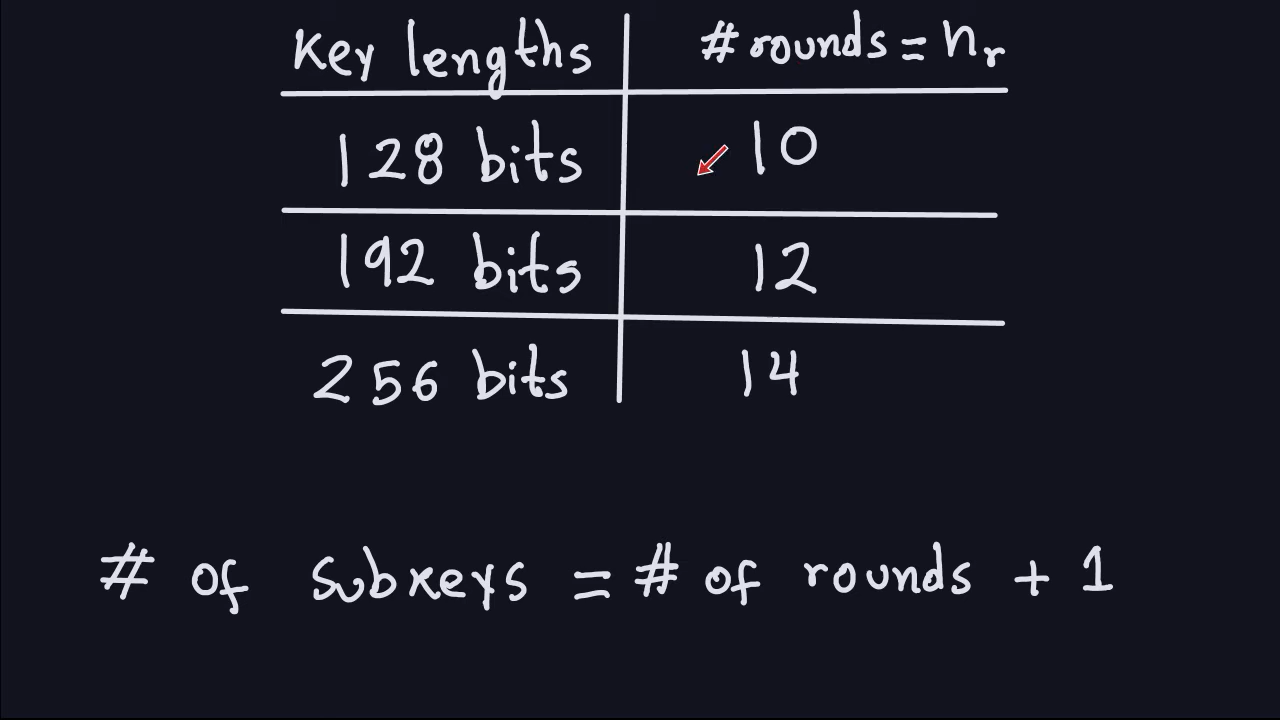 Key lengths # rounds = nr
128 bits 10
192 bits 12
256 bits 14
# of subkeys = # of rounds + 1